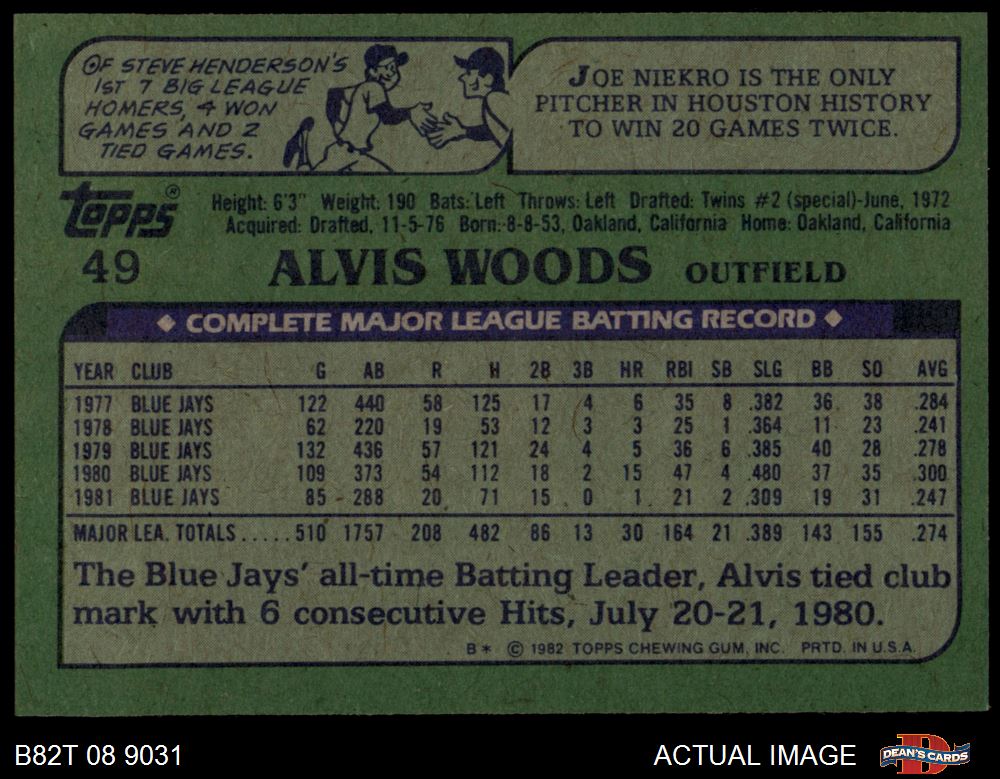 OF STEVE HENDERSON'S
1ST 7 BIG LEAGUE
HOMERS, 4 WON
GAMES AND 2
TIED GAMES.
JOE NIEKRO IS THE ONLY
PITCHER IN HOUSTON HISTORY
TO WIN 20 GAMES TWICE.
Topps®
Height: 6'3" Weight: 190 Bats: Left Throws: Left Drafted: Twins #2 (special)-June, 1972
Acquired: Drafted, 11-5-76 Born: 8-8-53, Oakland, California Home: Oakland, California
49 ALVIS WOODS OUTFIELD
◆ COMPLETE MAJOR LEAGUE BATTING RECORD ◆
YEAR CLUB G AB R H 2B 3B HR RBI SB SLG BB SO AVG
1977 BLUE JAYS 122 440 58 125 17 4 6 35 8 .382 36 38 .284
1978 BLUE JAYS 62 220 19 53 12 3 3 25 1 .364 11 23 .241
1979 BLUE JAYS 132 436 57 121 24 4 5 36 6 .385 40 28 .278
1980 BLUE JAYS 109 373 54 112 18 2 15 47 4 .480 37 35 .300
1981 BLUE JAYS 85 288 20 71 15 0 1 21 2 .309 19 31 .247
MAJOR LEA. TOTALS.....510 1757 208 482 86 13 30 164 21 .389 143 155 .274
The Blue Jays' all-time Batting Leader, Alvis tied club
mark with 6 consecutive Hits, July 20-21, 1980.
B* © 1982 TOPPS CHEWING GUM, INC. PRTD. IN U.S.A.
B82T 08 9031
ACTUAL IMAGE
DEAN'S CARDS